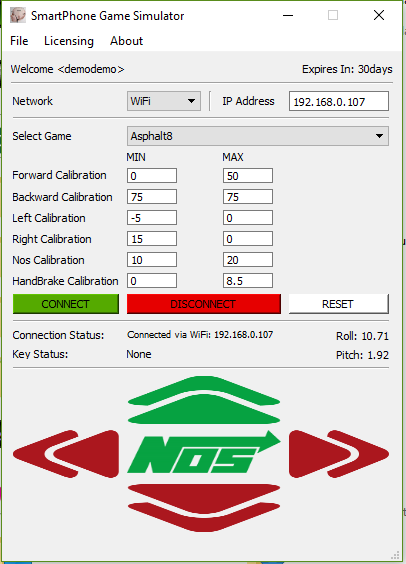 SmartPhone Game Simulator
File Licensing About
Welcome <demodemo> Expires In: 30days
Network WiFi IP Address 192.168.0.107
Select Game Asphalt8
MIN MAX
Forward Calibration 0 50
Backward Calibration 75 75
Left Calibration -5 0
Right Calibration 15 0
Nos Calibration 10 20
HandBrake Calibration 0 8.5
CONNECT DISCONNECT RESET
Connection Status: Connected via WiFi: 192.168.0.107 Roll: 10.71
Key Status: None Pitch: 1.92
NOS